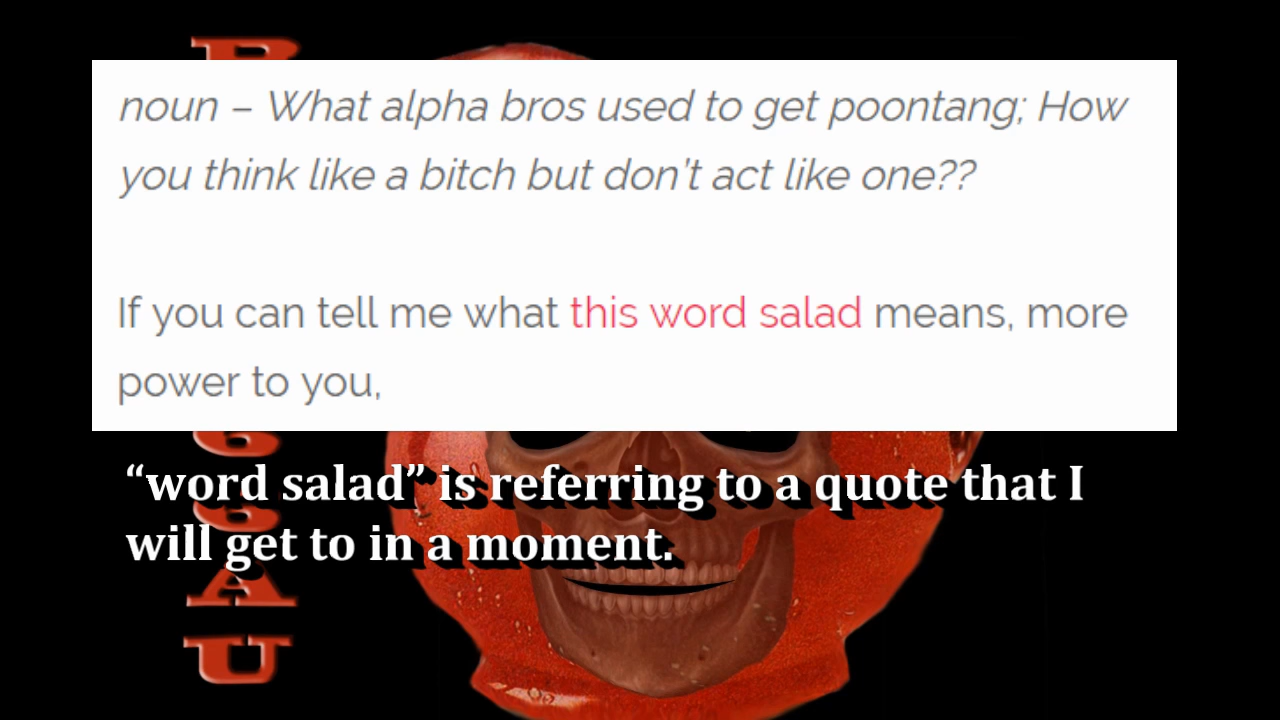 noun – What alpha bros used to get poontang; How
you think like a bitch but don’t act like one??
If you can tell me what this word salad means, more
power to you,
“word salad” is referring to a quote that I
will get to in a moment.
A
U